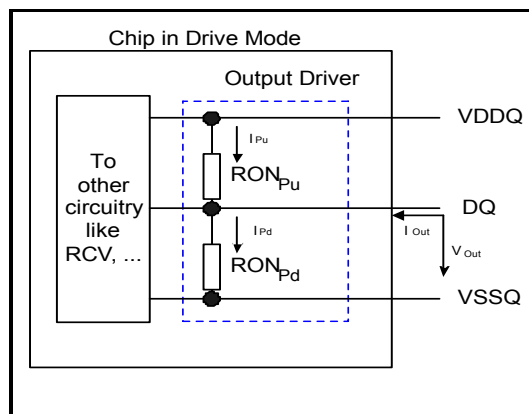 Chip in Drive Mode
Output Driver
VDDQ
I Pu
To
other
circuitry
like
RCV, ...
RON Pu
DQ
I Out
I Pd
V Out
RON Pd
VSSQ